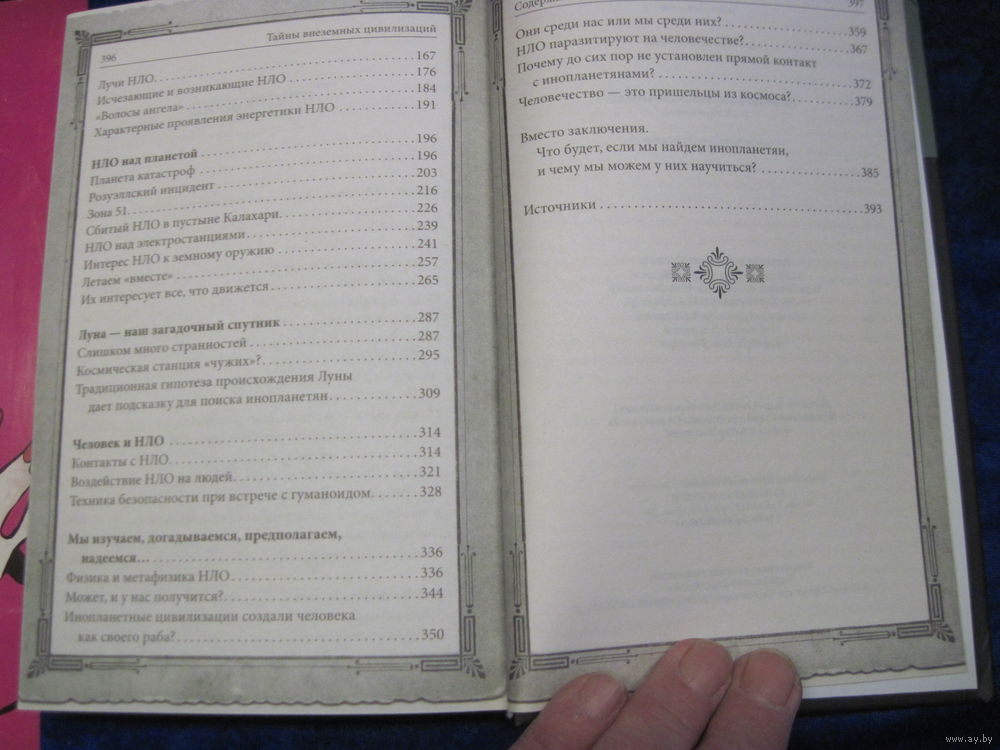 396
Тайны внеземных цивилизаций
Лучи НЛО. . . . . . . . . . . . . . . . . . . . . . . . . . . 167
Исчезающие и возникающие НЛО . . . . . . . . . . . . . 176
«Волосы ангела» . . . . . . . . . . . . . . . . . . . . . . . . 184
Характерные проявления энергетики НЛО . . . . . . . . . 191
НЛО над планетой . . . . . . . . . . . . . . . . . . . . . . . 196
Планета катастроф . . . . . . . . . . . . . . . . . . . . . . 196
Розуэллский инцидент . . . . . . . . . . . . . . . . . . . . 203
Зона 51. . . . . . . . . . . . . . . . . . . . . . . . . . . . 216
Сбитый НЛО в пустыне Калахари. . . . . . . . . . . . . . 226
НЛО над электростанциями . . . . . . . . . . . . . . . . . 239
Интерес НЛО к земному оружию . . . . . . . . . . . . . . 241
Летаем «вместе» . . . . . . . . . . . . . . . . . . . . . . . 257
Их интересует все, что движется . . . . . . . . . . . . . . 265
Луна — наш загадочный спутник . . . . . . . . . . . . . . 287
Слишком много странностей . . . . . . . . . . . . . . . . 287
Космическая станция «чужих»? . . . . . . . . . . . . . . . 295
Традиционная гипотеза происхождения Луны
дает подсказку для поиска инопланетян . . . . . . . . . . 309
Человек и НЛО . . . . . . . . . . . . . . . . . . . . . . . . 314
Контакты с НЛО. . . . . . . . . . . . . . . . . . . . . . . . 314
Воздействие НЛО на людей. . . . . . . . . . . . . . . . . . 321
Техника безопасности при встрече с гуманоидом. . . . . . 328
Мы изучаем, догадываемся, предполагаем,
надеемся... . . . . . . . . . . . . . . . . . . . . . . . . . . 336
Физика и метафизика НЛО . . . . . . . . . . . . . . . . . . 336
Может, и у нас получится? . . . . . . . . . . . . . . . . . . 344
Инопланетные цивилизации создали человека
как своего раба? . . . . . . . . . . . . . . . . . . . . . . . 350
397
Они среди нас или мы среди них? . . . . . . . . . . . . . . 359
НЛО паразитируют на человечестве? . . . . . . . . . . . . 367
Почему до сих пор не установлен прямой контакт
с инопланетянами? . . . . . . . . . . . . . . . . . . . . . . 372
Человечество — это пришельцы из космоса? . . . . . . . . 379
Вместо заключения.
Что будет, если мы найдем инопланетян,
и чему мы можем у них научиться? . . . . . . . . . . . . . 385
Источники . . . . . . . . . . . . . . . . . . . . . . . . . . . 393
www.ay.by